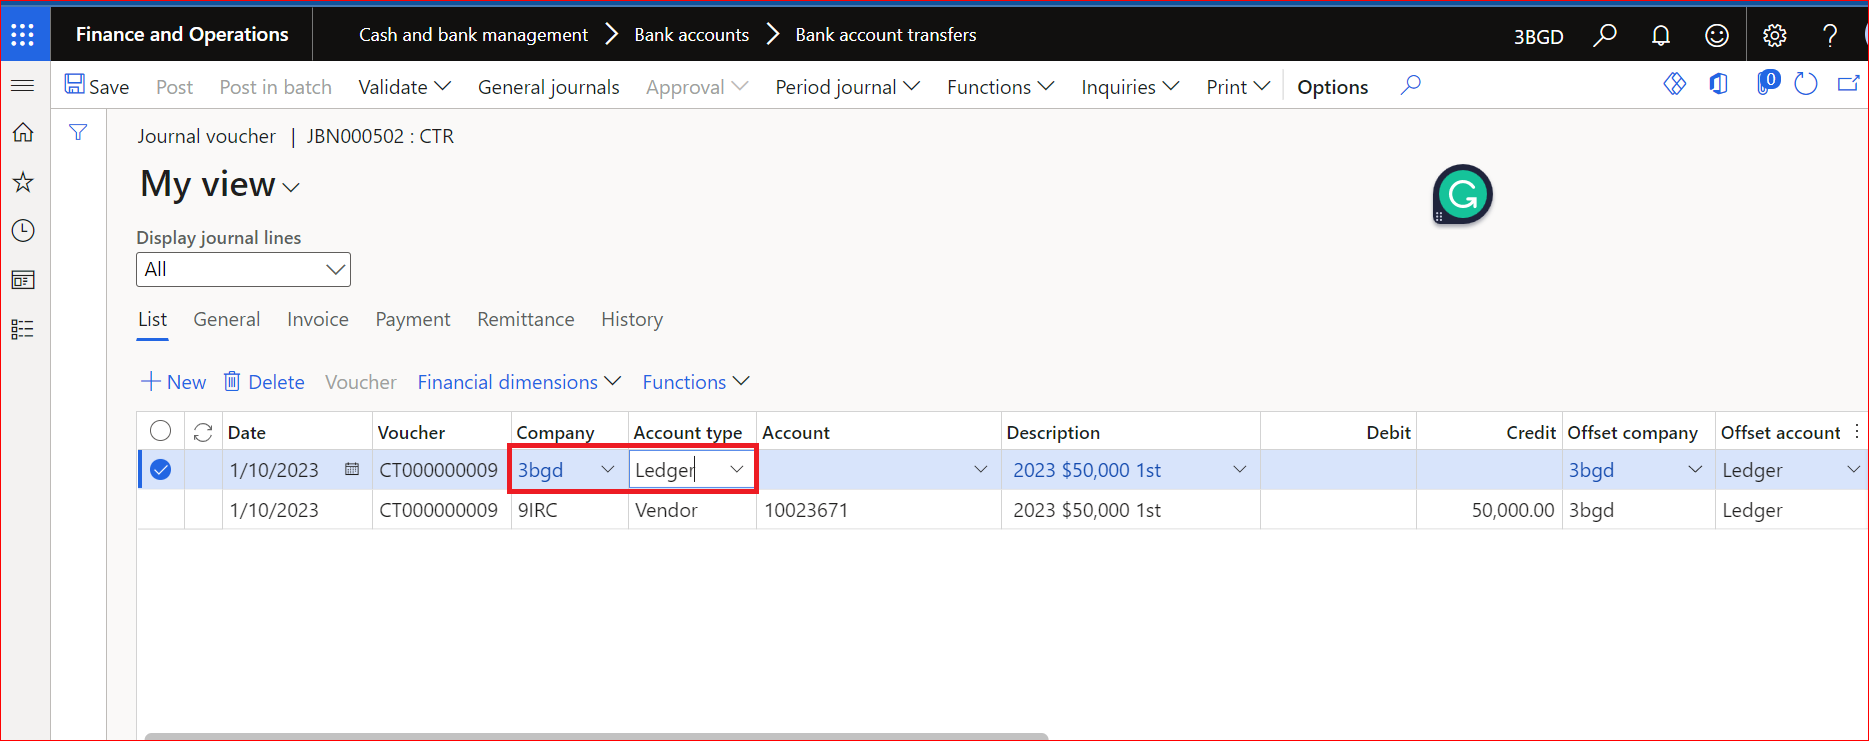 Finance and Operations Cash and bank management Bank accounts Bank account transfers 3BGD ?
Save Post Post in batch Validate General journals Approval Period journal Functions Inquiries Print Options 0
Journal voucher | JBN000502 : CTR
My view
G
Display journal lines
All
List General Invoice Payment Remittance History
+ New Delete Voucher Financial dimensions Functions
Date Voucher Company Account type Account Description Debit Credit Offset company Offset account
1/10/2023 CT000000009 3bgd Ledger 2023 $50,000 1st 3bgd Ledger
1/10/2023 CT000000009 9IRC Vendor 10023671 2023 $50,000 1st 50,000.00 3bgd Ledger